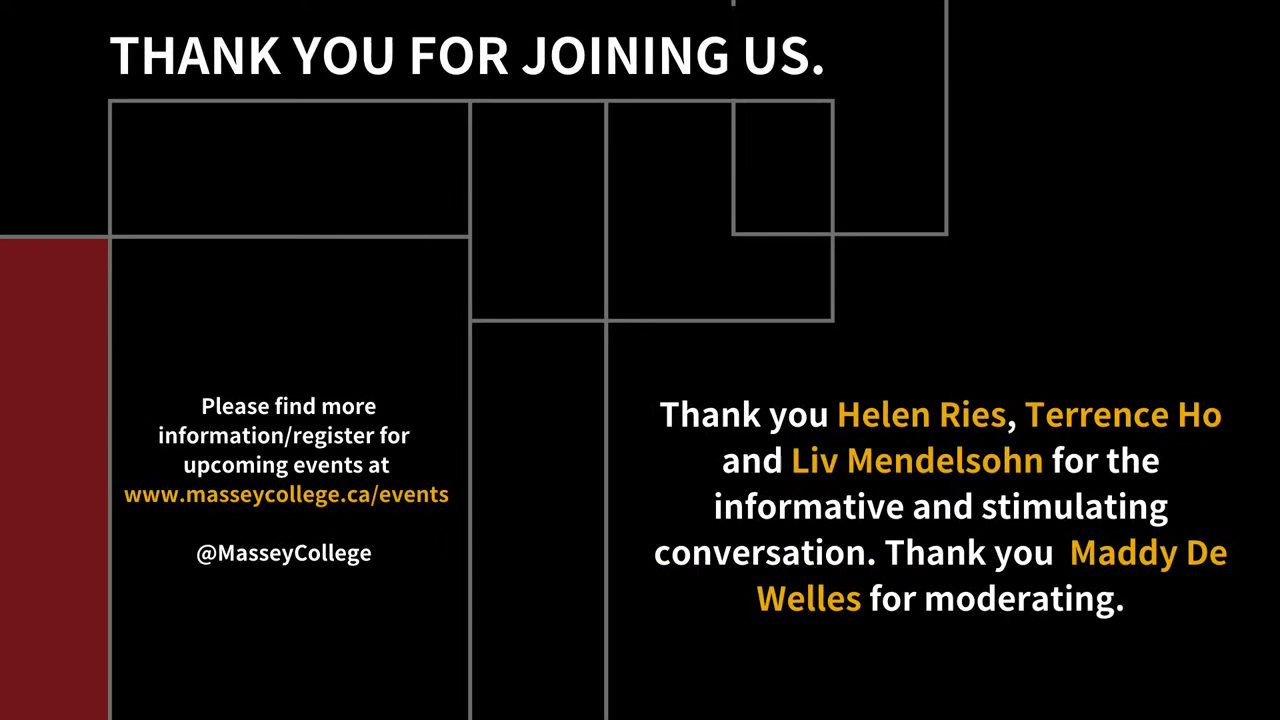 THANK YOU FOR JOINING US.
Please find more
information/register for
upcoming events at
www.masseycollege.ca/events
@MasseyCollege
Thank you Helen Ries, Terrence Ho
and Liv Mendelsohn for the
informative and stimulating
conversation. Thank you Maddy De
Welles for moderating.